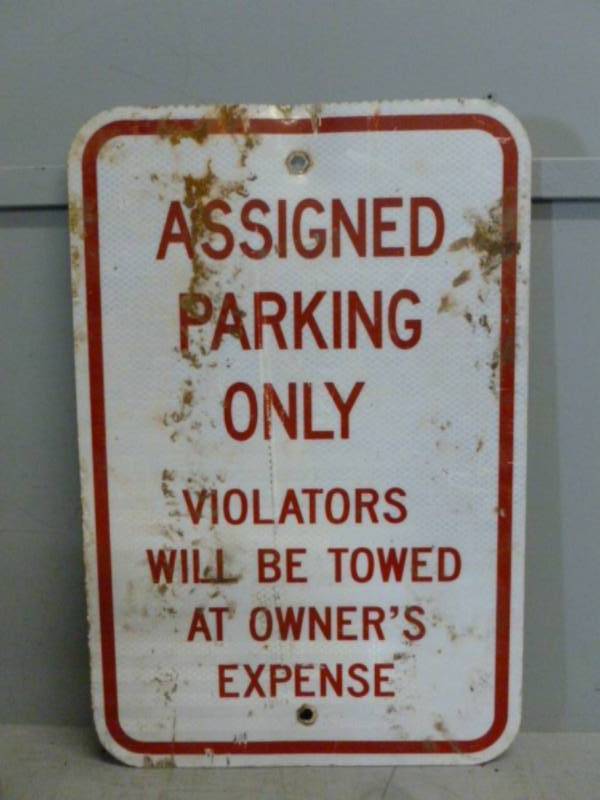 ASSIGNED
PARKING
ONLY
VIOLATORS
WILL BE TOWED
AT OWNER'S
EXPENSE